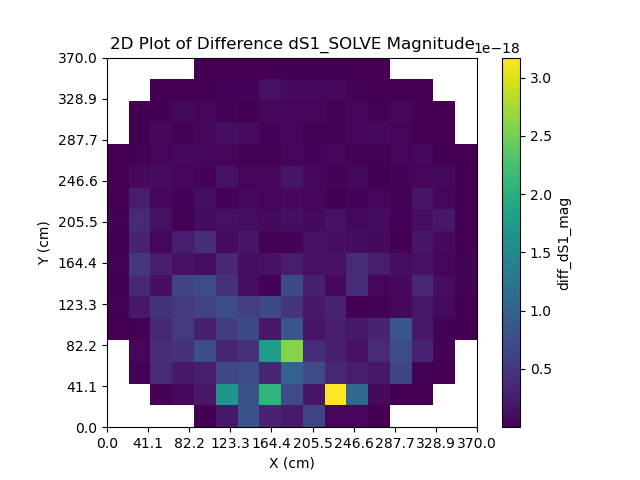 2D Plot of Difference dS1_SOLVE Magnitude
1e−18
370.0
328.9
287.7
246.6
205.5
164.4
123.3
82.2
41.1
0.0
Y (cm)
0.0 41.1 82.2 123.3 164.4 205.5 246.6 287.7 328.9 370.0
X (cm)
3.0
2.5
2.0
1.5
1.0
0.5
diff_dS1_mag